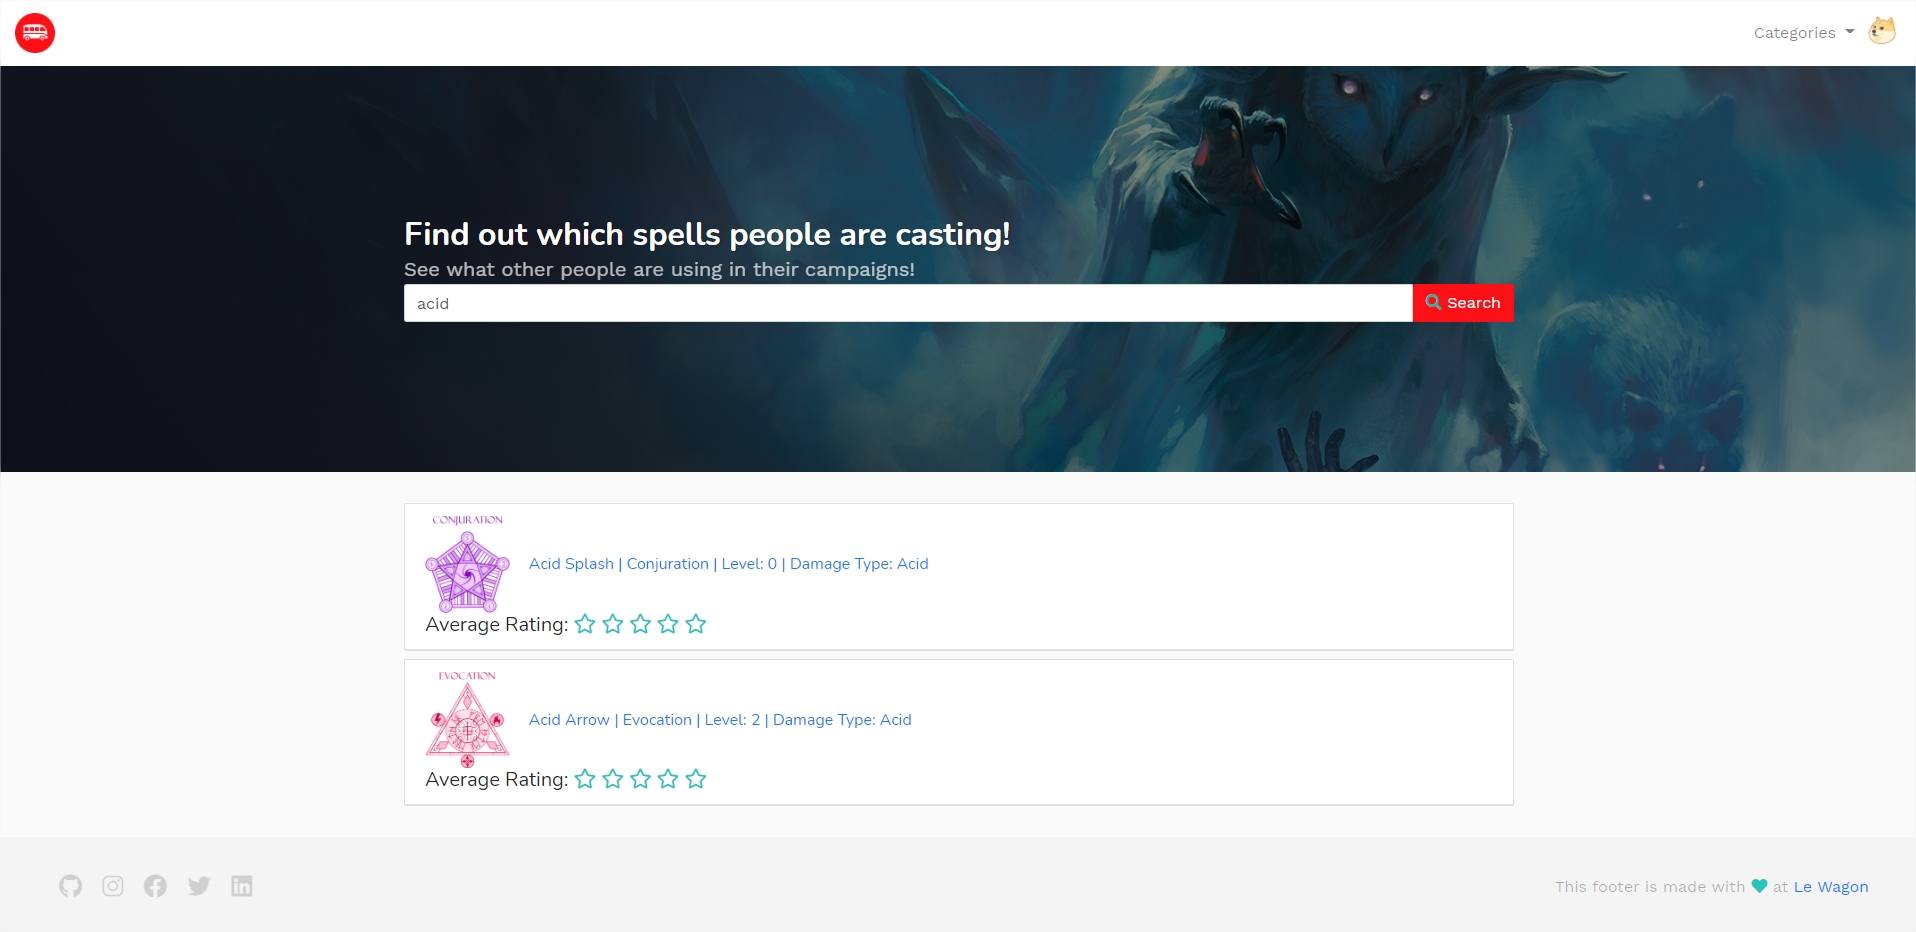 Categories
Find out which spells people are casting!
See what other people are using in their campaigns!
acid
Search
CONJURATION
Acid Splash | Conjuration | Level: 0 | Damage Type: Acid
Average Rating:
EVOCATION
Acid Arrow | Evocation | Level: 2 | Damage Type: Acid
Average Rating:
This footer is made with at Le Wagon